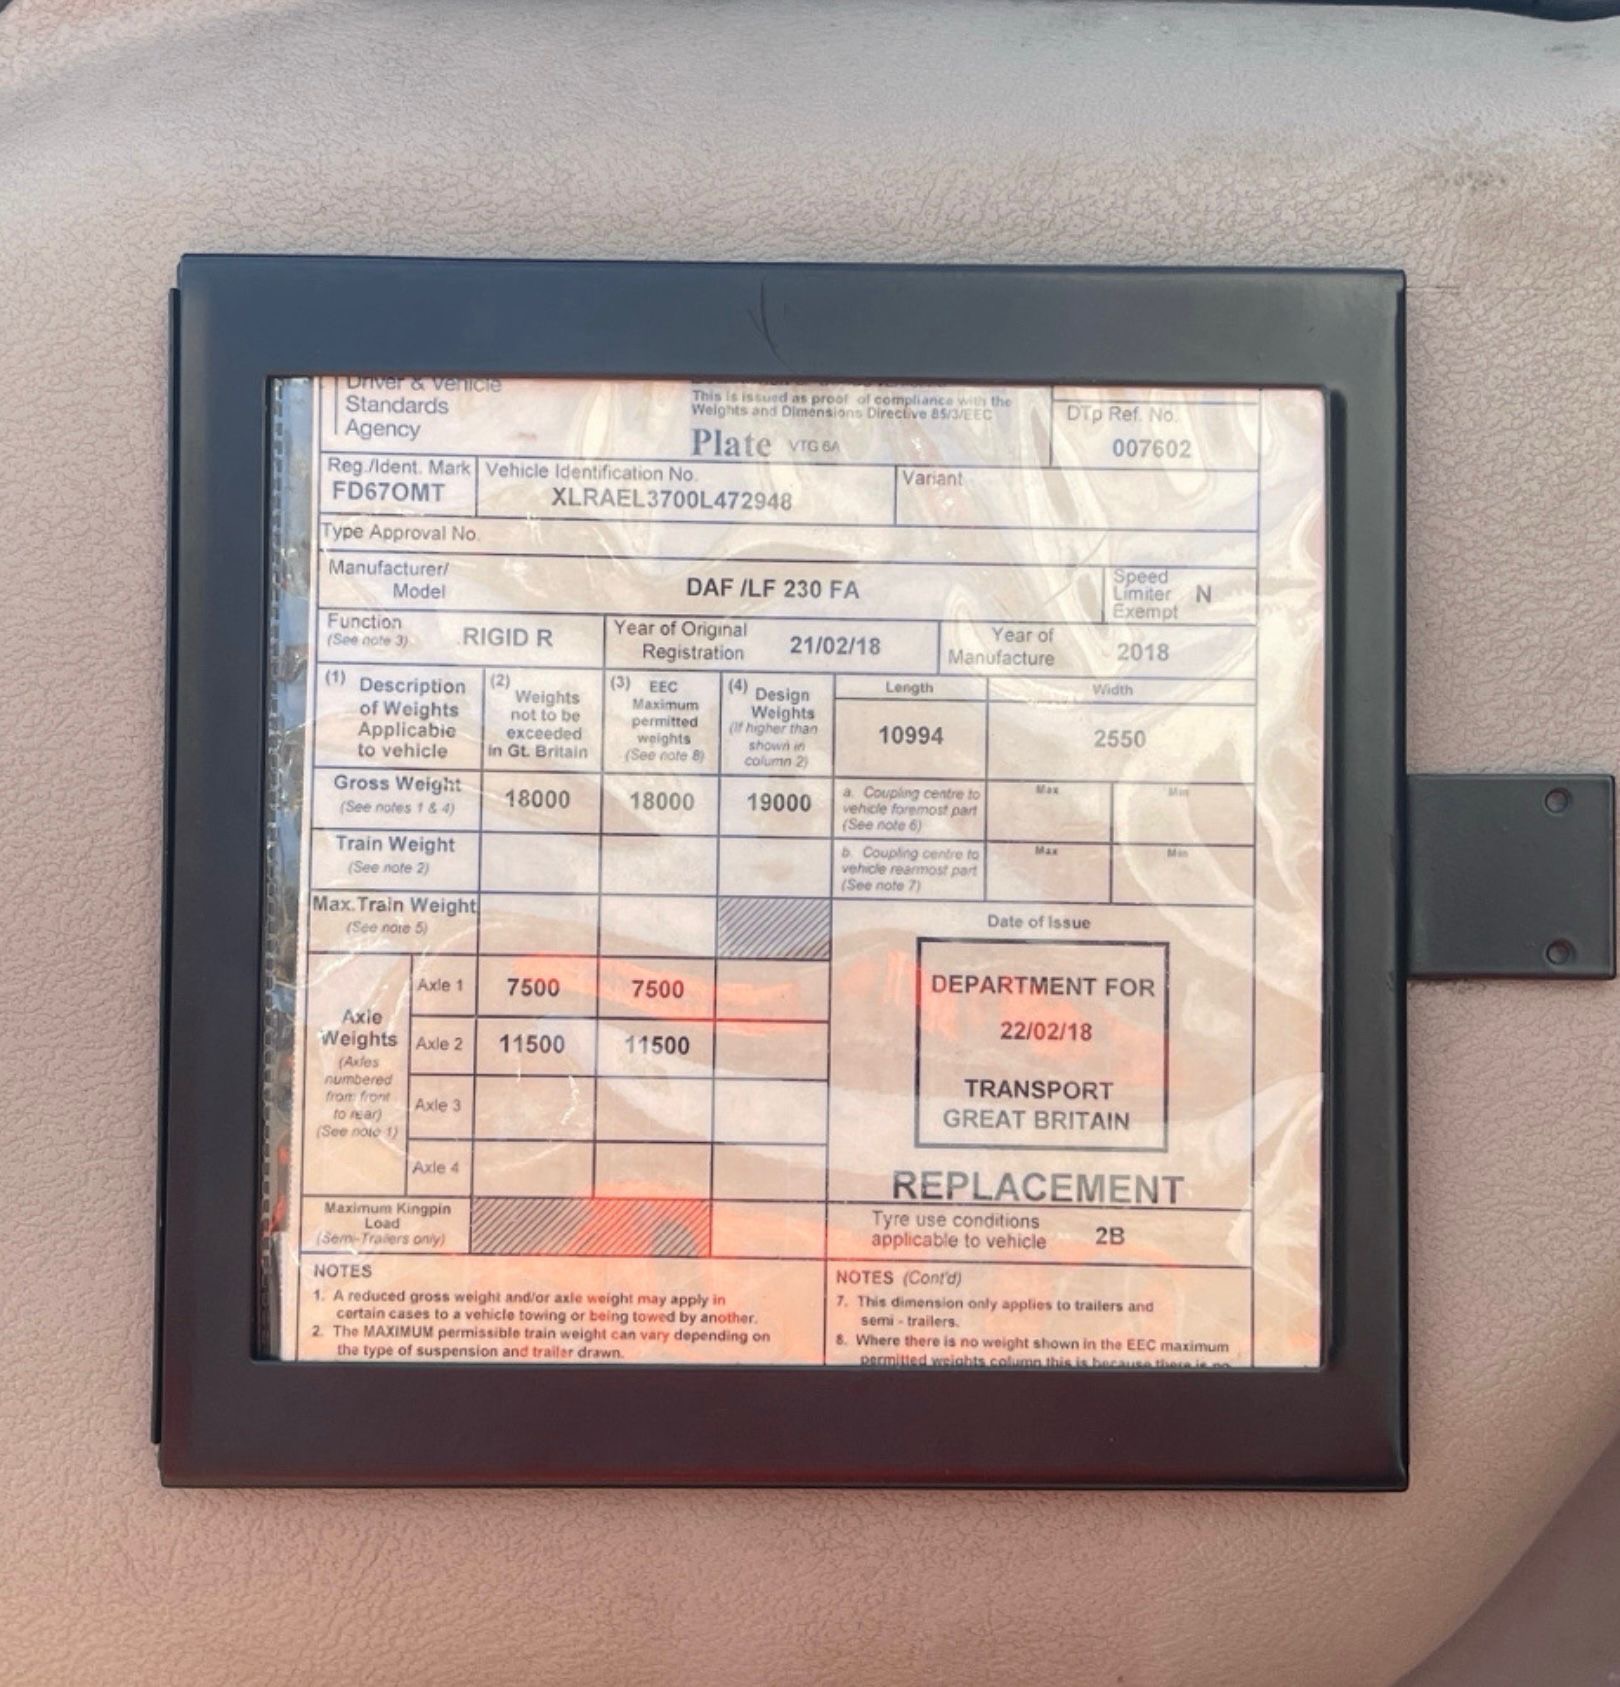 Driver & Vehicle
Standards
Agency
This is issued as proof of compliance with the
Weights and Dimensions Directive 85/3/EEC
Plate VTG 6A
DTp Ref. No.
007602
Reg./Ident. Mark
FD67OMT
Vehicle Identification No.
XLRAEL3700L472948
Variant
Type Approval No.
Manufacturer/
Model
DAF /LF 230 FA
Speed
Limiter
Exempt
N
Function
(See note 3)
RIGID R
Year of Original
Registration
21/02/18
Year of
Manufacture
2018
(1) Description
of Weights
Applicable
to vehicle
(2) Weights
not to be
exceeded
in Gt. Britain
(3) EEC
Maximum
permitted
weights
(See note 8)
(4) Design
Weights
(If higher than
shown in
column 2)
Length
10994
Width
2550
Gross Weight
(See notes 1 & 4)
18000
18000
19000
a. Coupling centre to
vehicle foremost part
(See note 6)
Max
Min
Train Weight
(See note 2)
b. Coupling centre to
vehicle rearmost part
(See note 7)
Max
Min
Max.Train Weight
(See note 5)
Date of Issue
DEPARTMENT FOR
22/02/18
TRANSPORT
GREAT BRITAIN
Axle
Weights
(Axles
numbered
from front
to rear)
(See note 1)
Axle 1
7500
7500
Axle 2
11500
11500
Axle 3
Axle 4
REPLACEMENT
Maximum Kingpin
Load
(Semi-Trailers only)
Tyre use conditions
applicable to vehicle
2B
NOTES
1. A reduced gross weight and/or axle weight may apply in
certain cases to a vehicle towing or being towed by another.
2. The MAXIMUM permissible train weight can vary depending on
the type of suspension and trailer drawn.
NOTES (Cont'd)
7. This dimension only applies to trailers and
semi - trailers.
8. Where there is no weight shown in the EEC maximum
permitted weights column this is because there is no